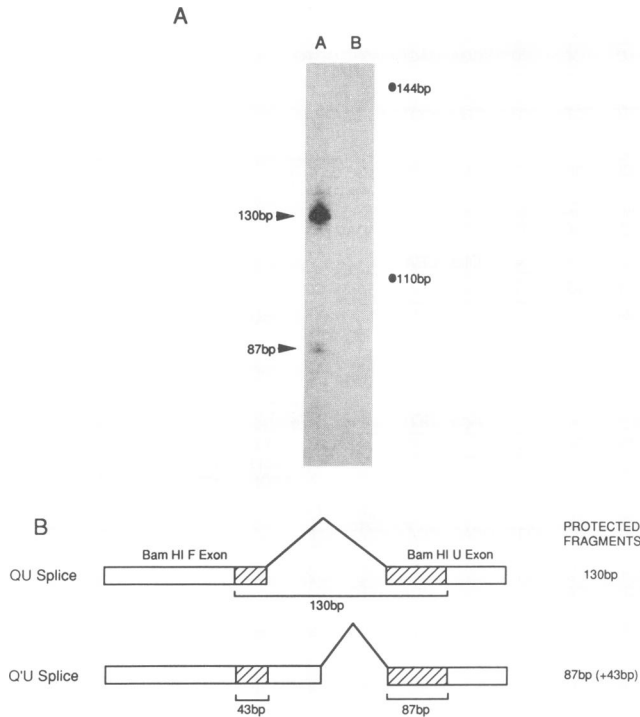 A
A B
144bp
130bp
110bp
87bp
B
PROTECTED
FRAGMENTS
Bam HI F Exon Bam HI U Exon
QU Splice 130bp
130bp
Q'U Splice 87bp (+43bp)
43bp 87bp